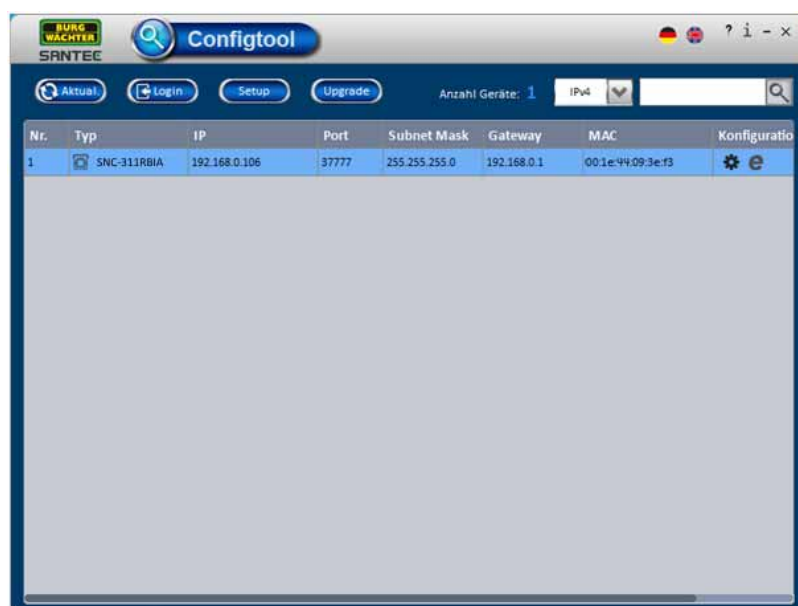 BURG
WÄCHTER
SANTEC
Configtool
? i - ×
Aktual. Login Setup Upgrade Anzahl Geräte: 1 IPv4
Nr. Typ IP Port Subnet Mask Gateway MAC Konfiguratio
1 SNC-311RBIA 192.168.0.106 37777 255.255.255.0 192.168.0.1 00:1e:44:09:3e:f3